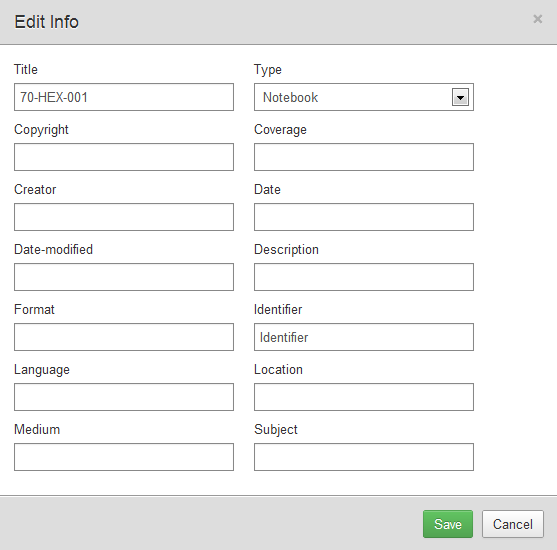 Edit Info ×
Title Type
70-HEX-001 Notebook
Copyright Coverage
Creator Date
Date-modified Description
Format Identifier
Identifier
Language Location
Medium Subject
Save Cancel